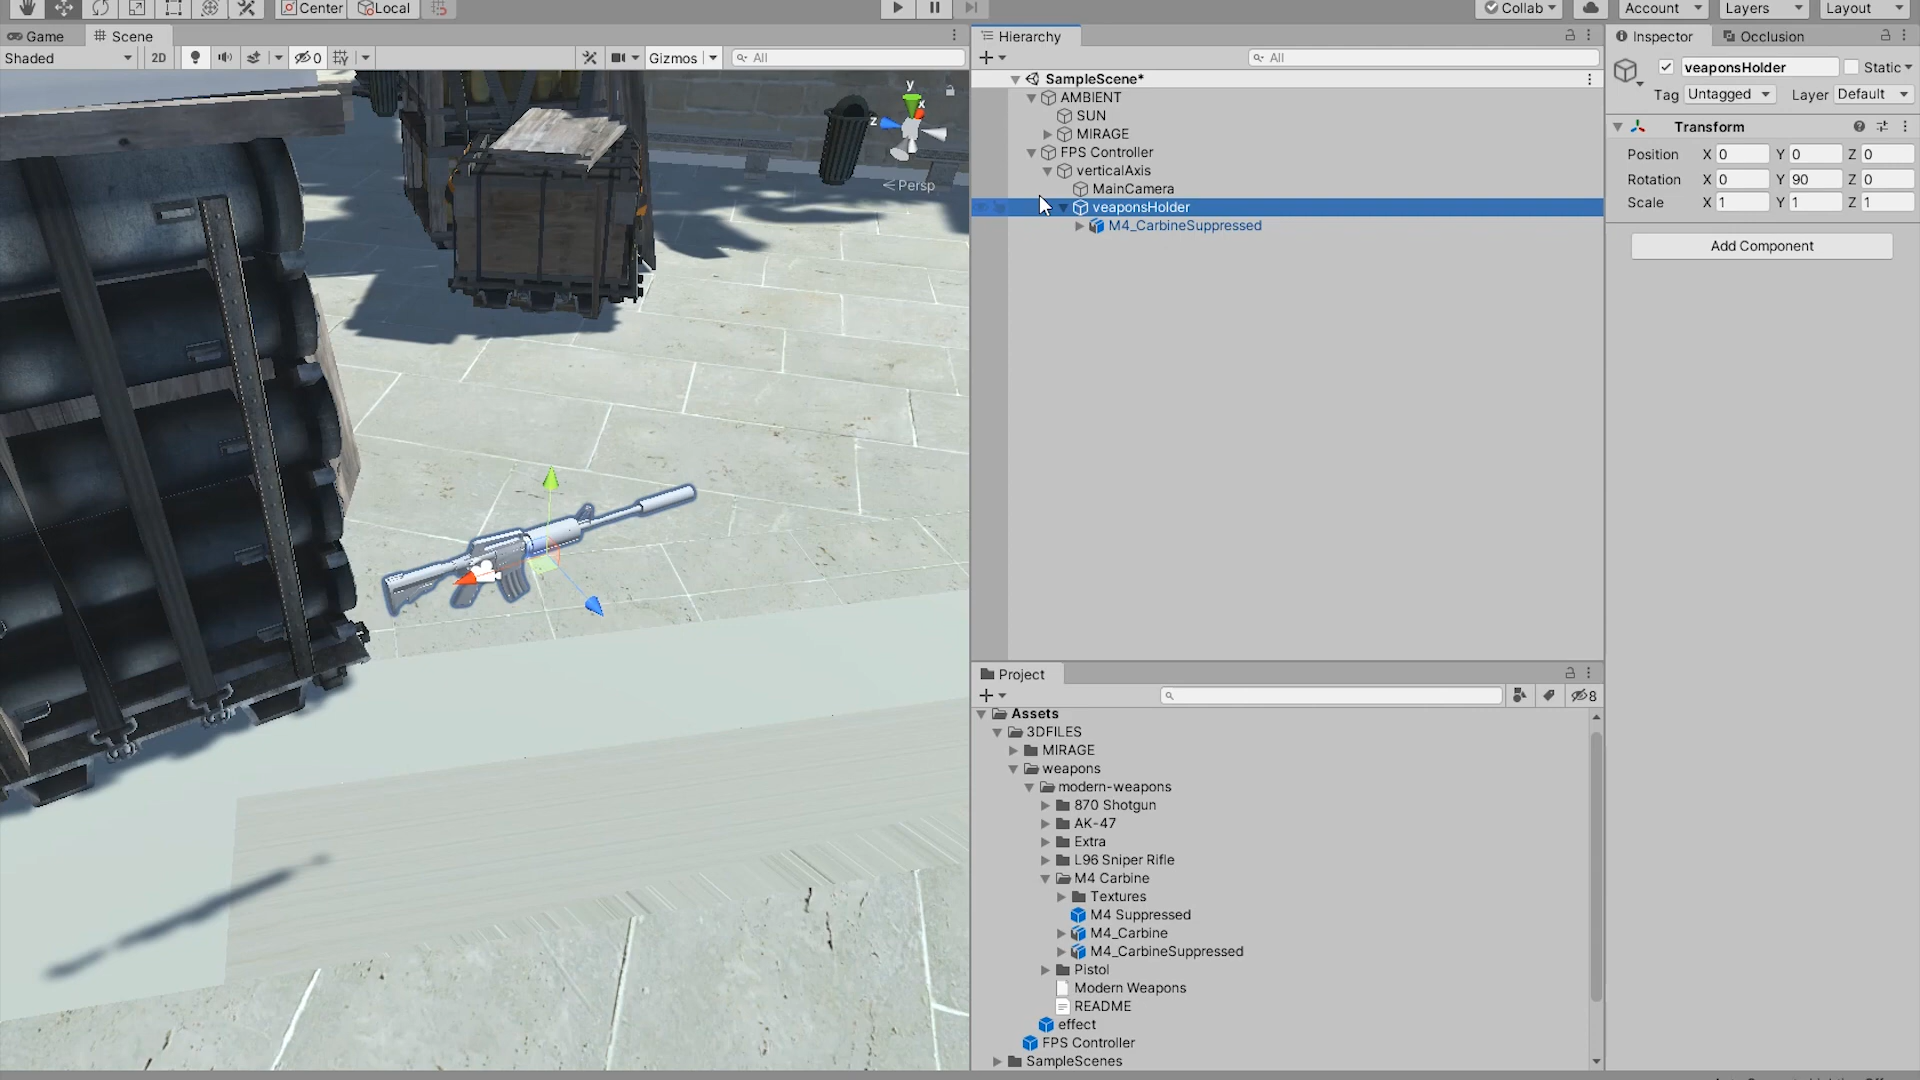 Center
Local
Collab
Account
Layers
Layout
Game
Scene
Hierarchy
Inspector
Occlusion
Shaded
2D
0
Gizmos
All
All
veaponsHolder
Static
SampleScene*
Tag Untagged
Layer Default
AMBIENT
SUN
MIRAGE
FPS Controller
verticalAxis
MainCamera
veaponsHolder
M4_CarbineSuppressed
y
x
z
Persp
Transform
Position X 0 Y 0 Z 0
Rotation X 0 Y 90 Z 0
Scale X 1 Y 1 Z 1
Add Component
Project
8
Assets
3DFILES
MIRAGE
weapons
modern-weapons
870 Shotgun
AK-47
Extra
L96 Sniper Rifle
M4 Carbine
Textures
M4 Suppressed
M4_Carbine
M4_CarbineSuppressed
Pistol
Modern Weapons
README
effect
FPS Controller
SampleScenes